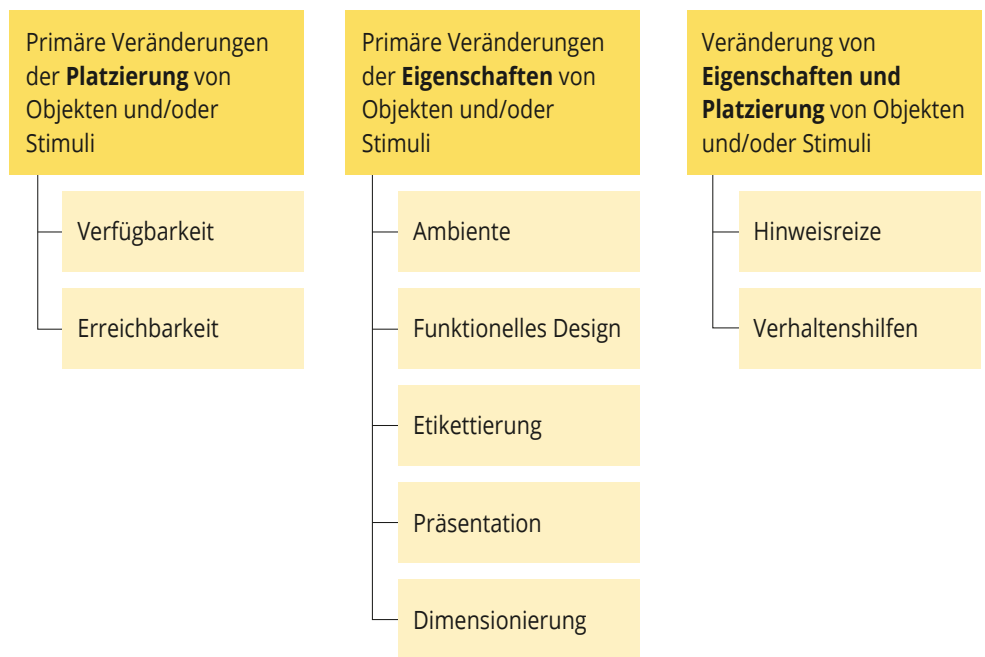 Primäre Veränderungen
der Platzierung von
Objekten und/oder
Stimuli
Verfügbarkeit
Erreichbarkeit
Primäre Veränderungen
der Eigenschaften von
Objekten und/oder
Stimuli
Ambiente
Funktionelles Design
Etikettierung
Präsentation
Dimensionierung
Veränderung von
Eigenschaften und
Platzierung von Objekten
und/oder Stimuli
Hinweisreize
Verhaltenshilfen